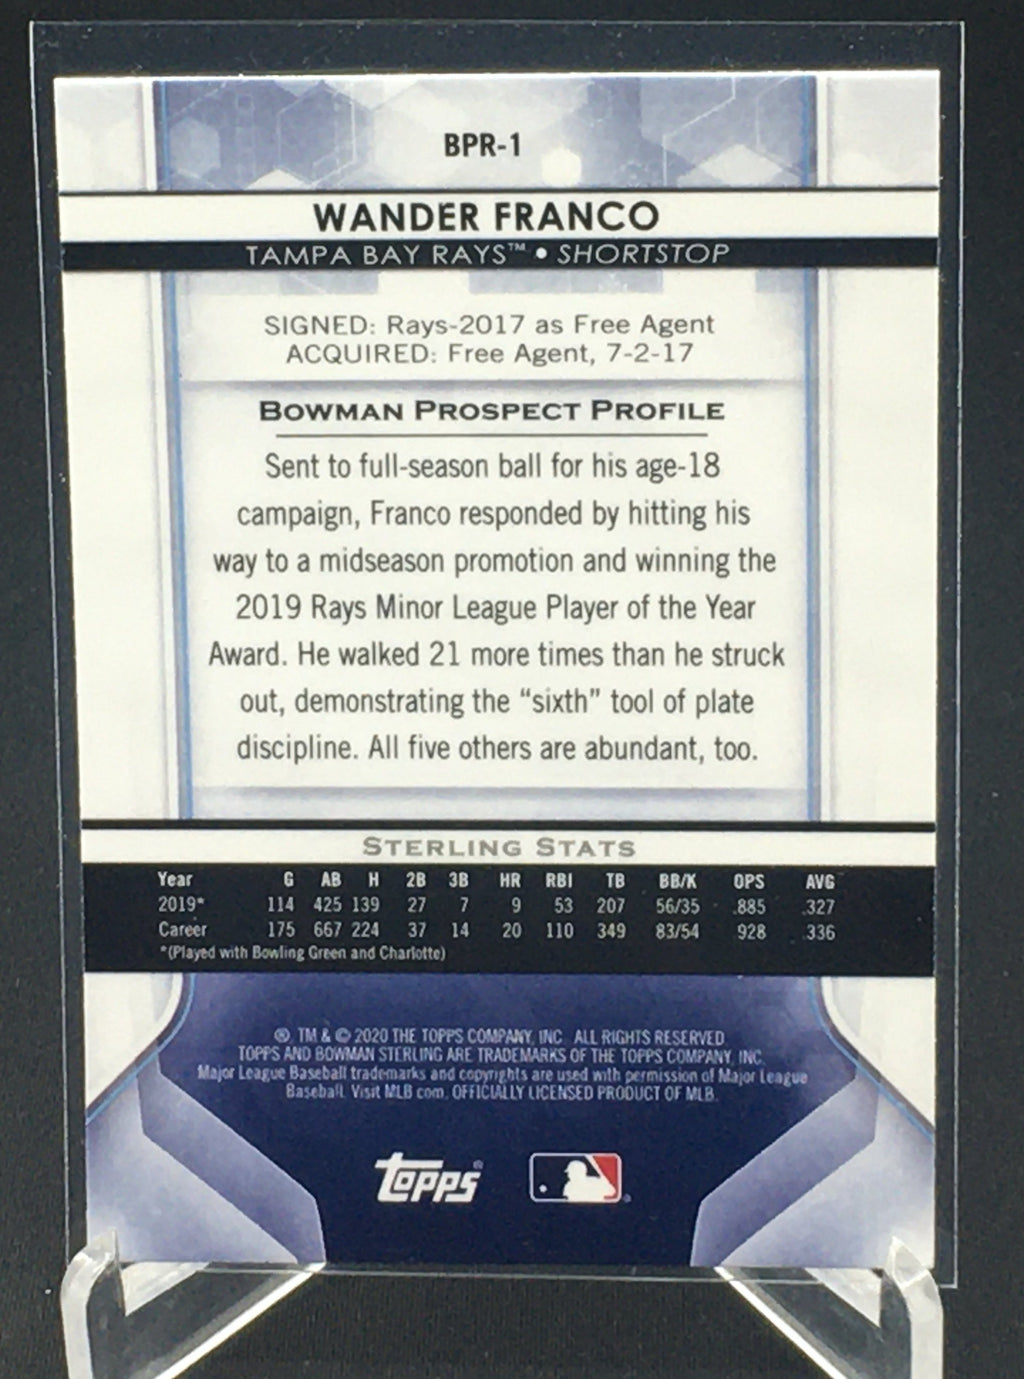 BPR-1
WANDER FRANCO
TAMPA BAY RAYS™ • SHORTSTOP
SIGNED: Rays-2017 as Free Agent
ACQUIRED: Free Agent, 7-2-17
BOWMAN PROSPECT PROFILE
Sent to full-season ball for his age-18
campaign, Franco responded by hitting his
way to a midseason promotion and winning the
2019 Rays Minor League Player of the Year
Award. He walked 21 more times than he struck
out, demonstrating the “sixth” tool of plate
discipline. All five others are abundant, too.
STERLING STATS
Year G AB H 2B 3B HR RBI TB BB/K OPS AVG
2019* 114 425 139 27 7 9 53 207 56/35 .885 .327
Career 175 667 224 37 14 20 110 349 83/54 .928 .336
*(Played with Bowling Green and Charlotte)
®, TM & © 2020 THE TOPPS COMPANY, INC. ALL RIGHTS RESERVED
TOPPS AND BOWMAN STERLING ARE TRADEMARKS OF THE TOPPS COMPANY, INC.
Major League Baseball trademarks and copyrights are used with permission of Major League
Baseball. Visit MLB.com. OFFICIALLY LICENSED PRODUCT OF MLB.
topps®